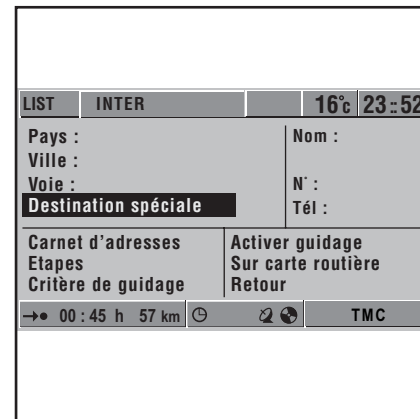 LIST INTER 16°c 23::52
Pays :
Ville :
Voie :
Destination spéciale
Nom :
N° :
Tél :
Carnet d'adresses
Etapes
Critère de guidage
Activer guidage
Sur carte routière
Retour
00 : 45 h 57 km TMC